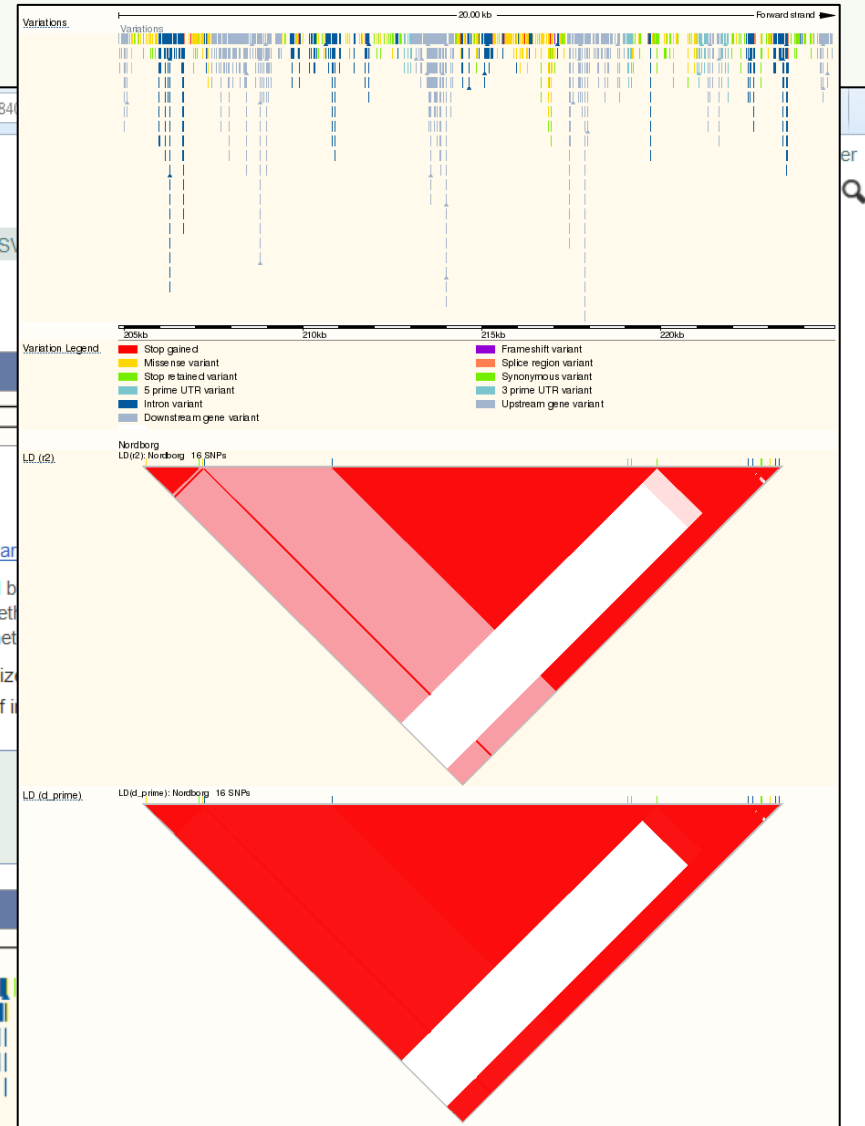 Variations
20.00 kb
Forward strand
Variations
205kb 210kb 215kb 220kb
Variation Legend
Stop gained
Frameshift variant
Missense variant
Splice region variant
Stop retained variant
Synonymous variant
5 prime UTR variant
3 prime UTR variant
Intron variant
Upstream gene variant
Downstream gene variant
Nordborg
LD (r2)
LD(r2): Nordborg 16 SNPs
LD (d_prime)
LD(d_prime): Nordborg 16 SNPs
er
ar